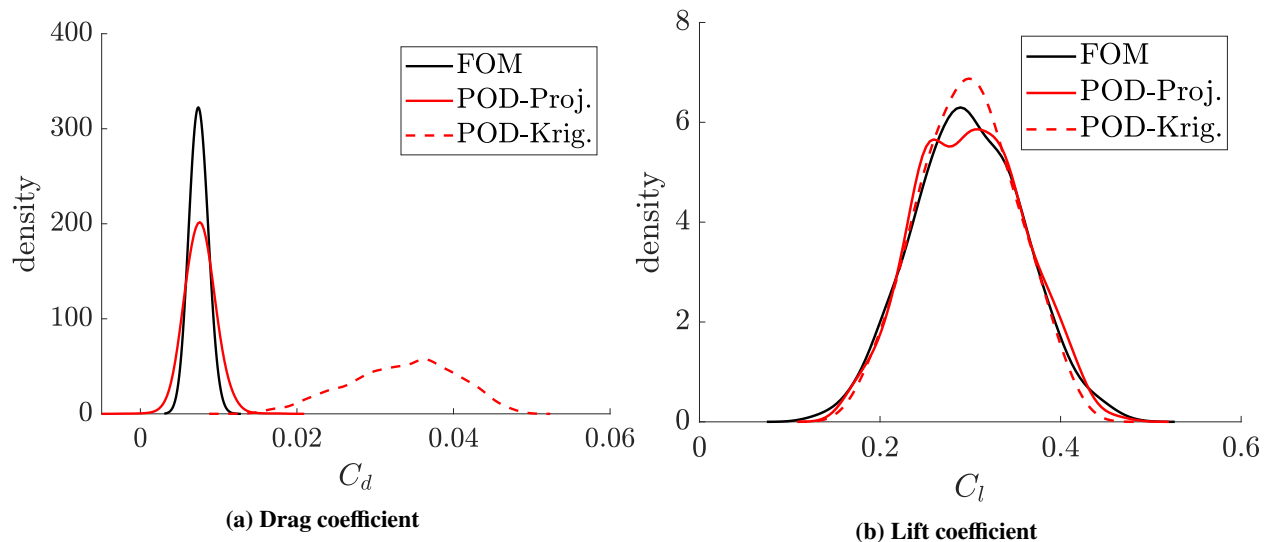 400
300
200
100
0
density
0
0.02
0.04
0.06
C_d
FOM
POD-Proj.
POD-Krig.
(a) Drag coefficient
8
6
4
2
0
density
0
0.2
0.4
0.6
C_l
FOM
POD-Proj.
POD-Krig.
(b) Lift coefficient